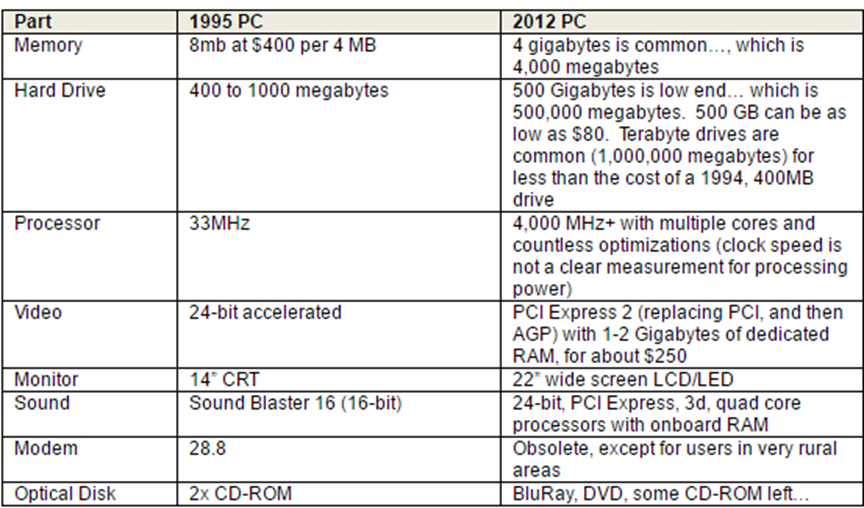 Part 1995 PC 2012 PC
Memory 8mb at $400 per 4 MB 4 gigabytes is common…, which is
4,000 megabytes
Hard Drive 400 to 1000 megabytes 500 Gigabytes is low end… which is
500,000 megabytes. 500 GB can be as
low as $80. Terabyte drives are
common (1,000,000 megabytes) for
less than the cost of a 1994, 400MB
drive
Processor 33MHz 4,000 MHz+ with multiple cores and
countless optimizations (clock speed is
not a clear measurement for processing
power)
Video 24-bit accelerated PCI Express 2 (replacing PCI, and then
AGP) with 1-2 Gigabytes of dedicated
RAM, for about $250
Monitor 14” CRT 22” wide screen LCD/LED
Sound Sound Blaster 16 (16-bit) 24-bit, PCI Express, 3d, quad core
processors with onboard RAM
Modem 28.8 Obsolete, except for users in very rural
areas
Optical Disk 2x CD-ROM BluRay, DVD, some CD-ROM left…